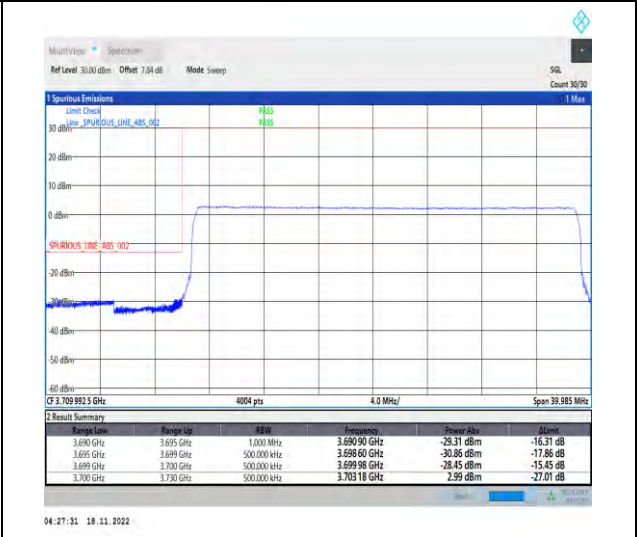 MultiView Spectrum
Ref Level 30.00 dBm Offset 7.84 dB Mode Sweep SGL
Count 30/30
1 Spurious Emissions 1 Max
Limit Check PASS
Line _SPURIOUS_LINE_ABS_002 PASS
30 dBm
20 dBm
10 dBm
0 dBm
_SPURIOUS_LINE_ABS_002
-20 dBm
-30 dBm
-40 dBm
-50 dBm
-60 dBm
CF 3.709 992 5 GHz 4004 pts 4.0 MHz/ Span 39.985 MHz
2 Result Summary
Range Low Range Up RBW Frequency Power Abs ΔLimit
3.690 GHz 3.695 GHz 1.000 MHz 3.690 90 GHz -29.31 dBm -16.31 dB
3.695 GHz 3.699 GHz 500.000 kHz 3.698 60 GHz -30.86 dBm -17.86 dB
3.699 GHz 3.700 GHz 500.000 kHz 3.699 98 GHz -28.45 dBm -15.45 dB
3.700 GHz 3.730 GHz 500.000 kHz 3.703 18 GHz 2.99 dBm -27.01 dB
04:27:31 18.11.2022